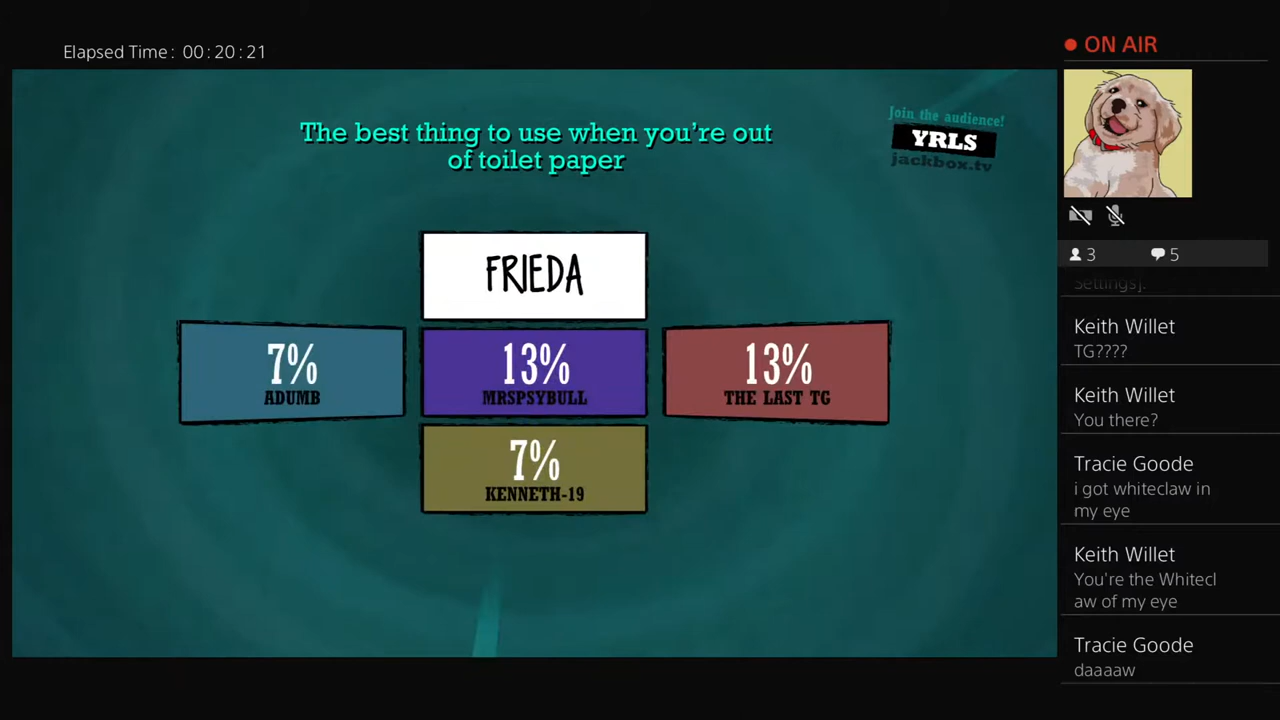 Elapsed Time: 00:20:21
ON AIR
The best thing to use when you're out
of toilet paper
Join the audience!
YRLS
jackbox.tv
FRIEDA
7%
ADUMB
13%
MRSPSYBULL
13%
THE LAST TG
7%
KENNETH-19
3
5
Settings].
Keith Willet
TG????
Keith Willet
You there?
Tracie Goode
i got whiteclaw in
my eye
Keith Willet
You're the Whitecl
aw of my eye
Tracie Goode
daaaaw